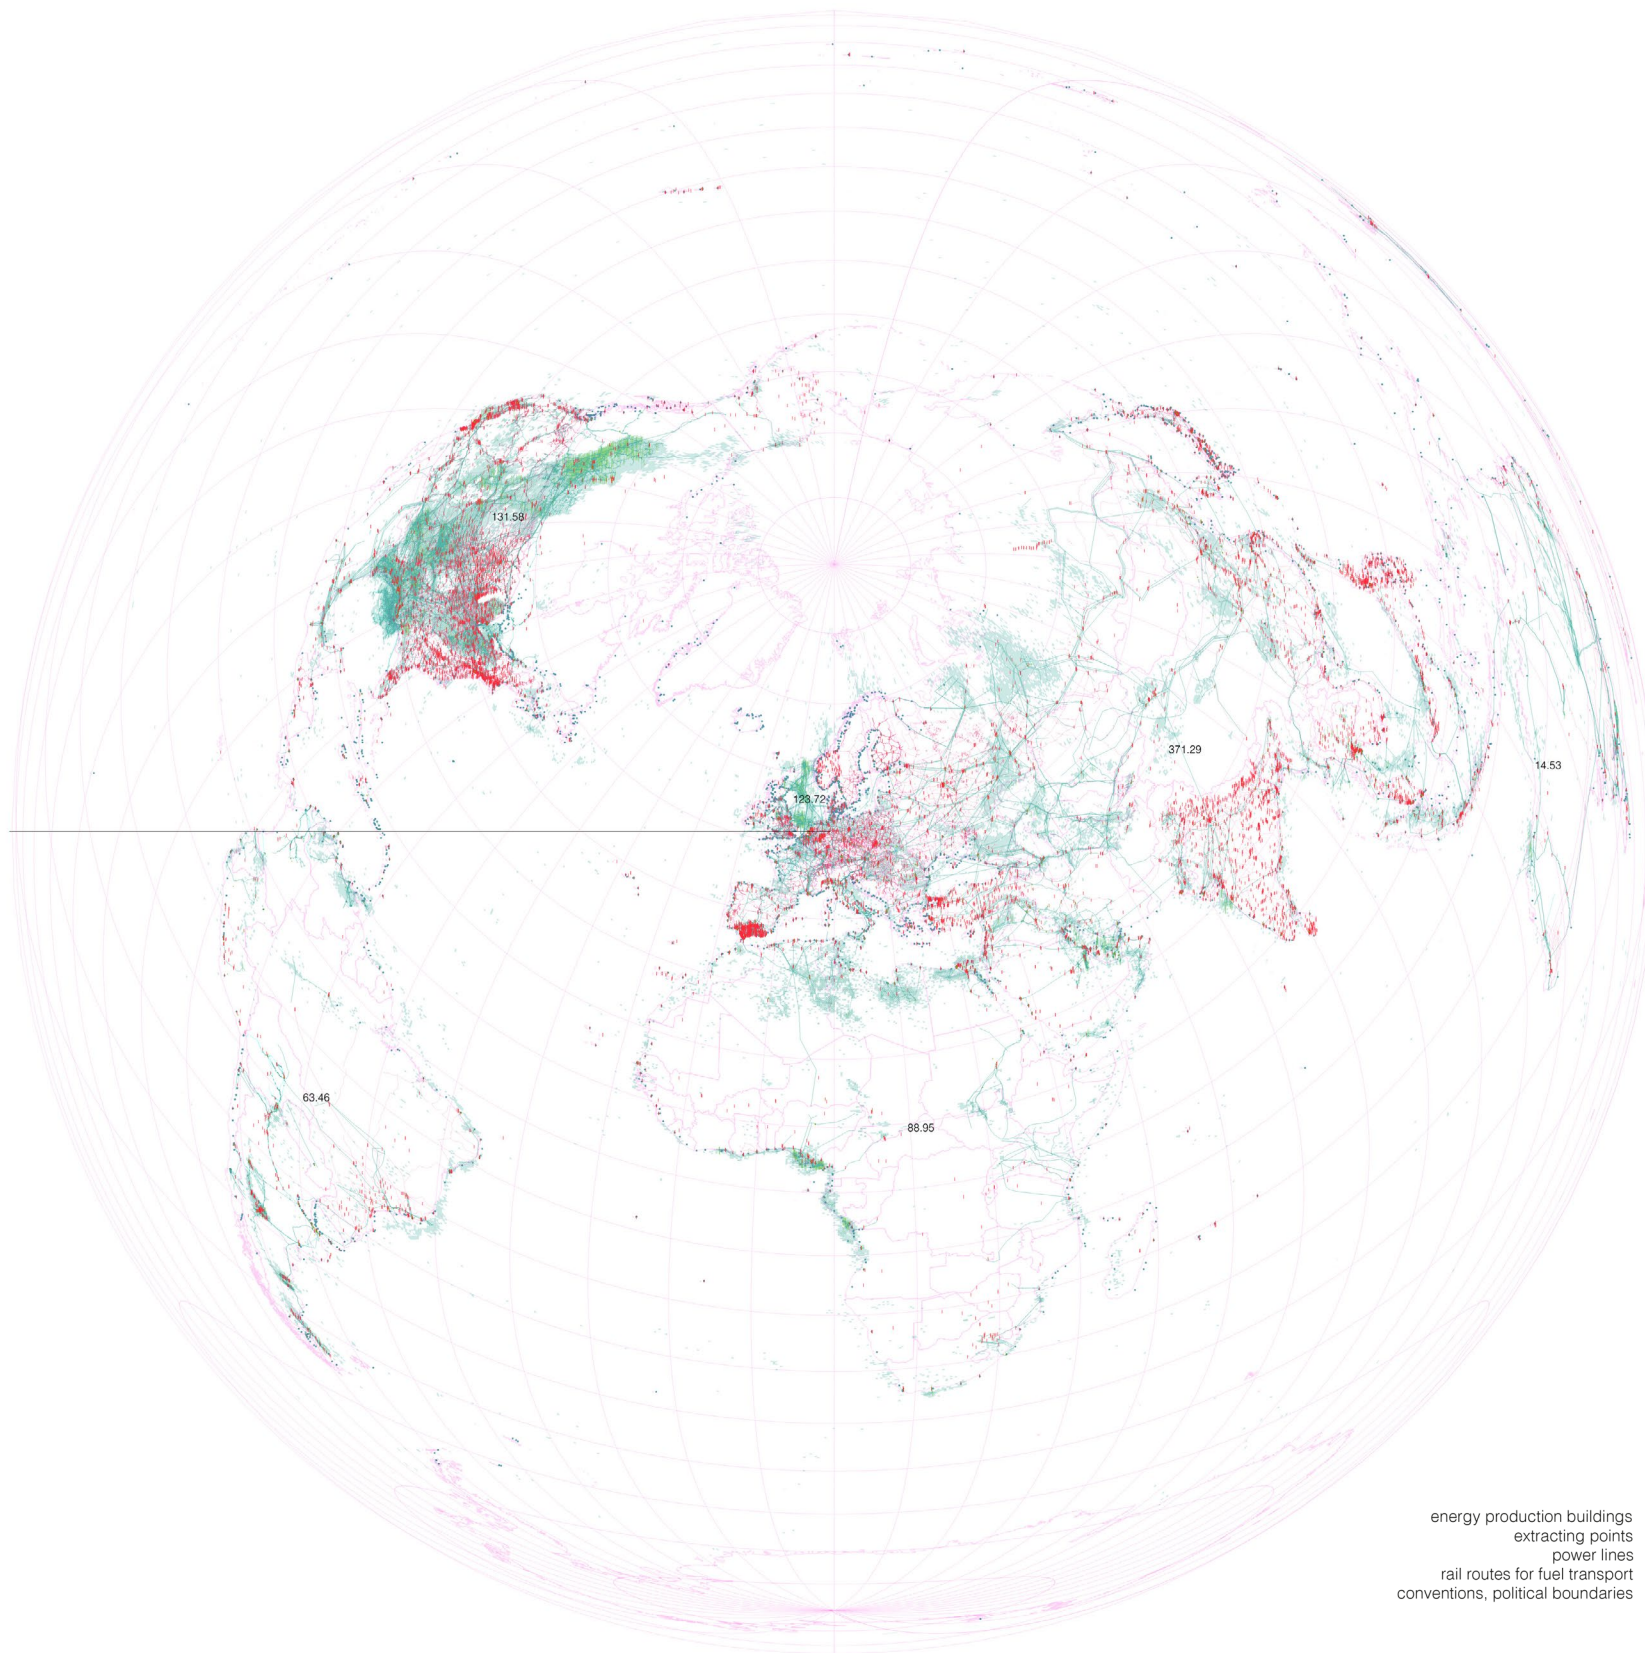 131.58
371.29
14.53
123.72
63.46
88.95
energy production buildings
extracting points
power lines
rail routes for fuel transport
conventions, political boundaries